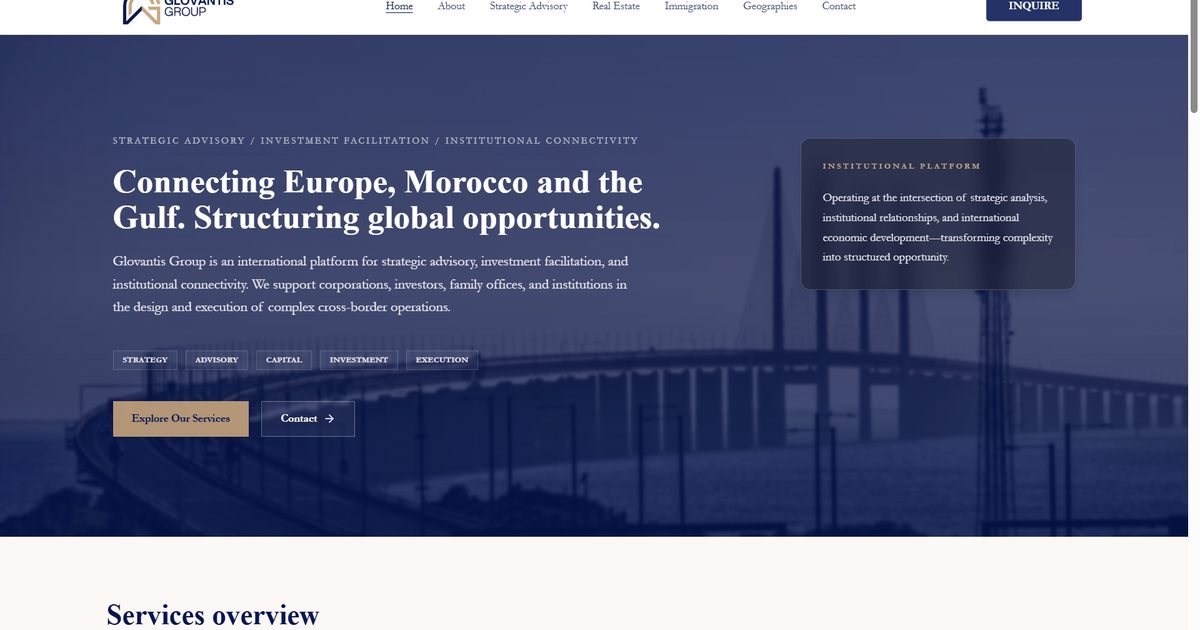 GLOVANTIS
GROUP
Home About Strategic Advisory Real Estate Immigration Geographies Contact
INQUIRE
STRATEGIC ADVISORY / INVESTMENT FACILITATION / INSTITUTIONAL CONNECTIVITY
Connecting Europe, Morocco and the
Gulf. Structuring global opportunities.
Glovantis Group is an international platform for strategic advisory, investment facilitation, and
institutional connectivity. We support corporations, investors, family offices, and institutions in
the design and execution of complex cross-border operations.
STRATEGY ADVISORY CAPITAL INVESTMENT EXECUTION
Explore Our Services Contact →
INSTITUTIONAL PLATFORM
Operating at the intersection of strategic analysis,
institutional relationships, and international
economic development—transforming complexity
into structured opportunity.
Services overview